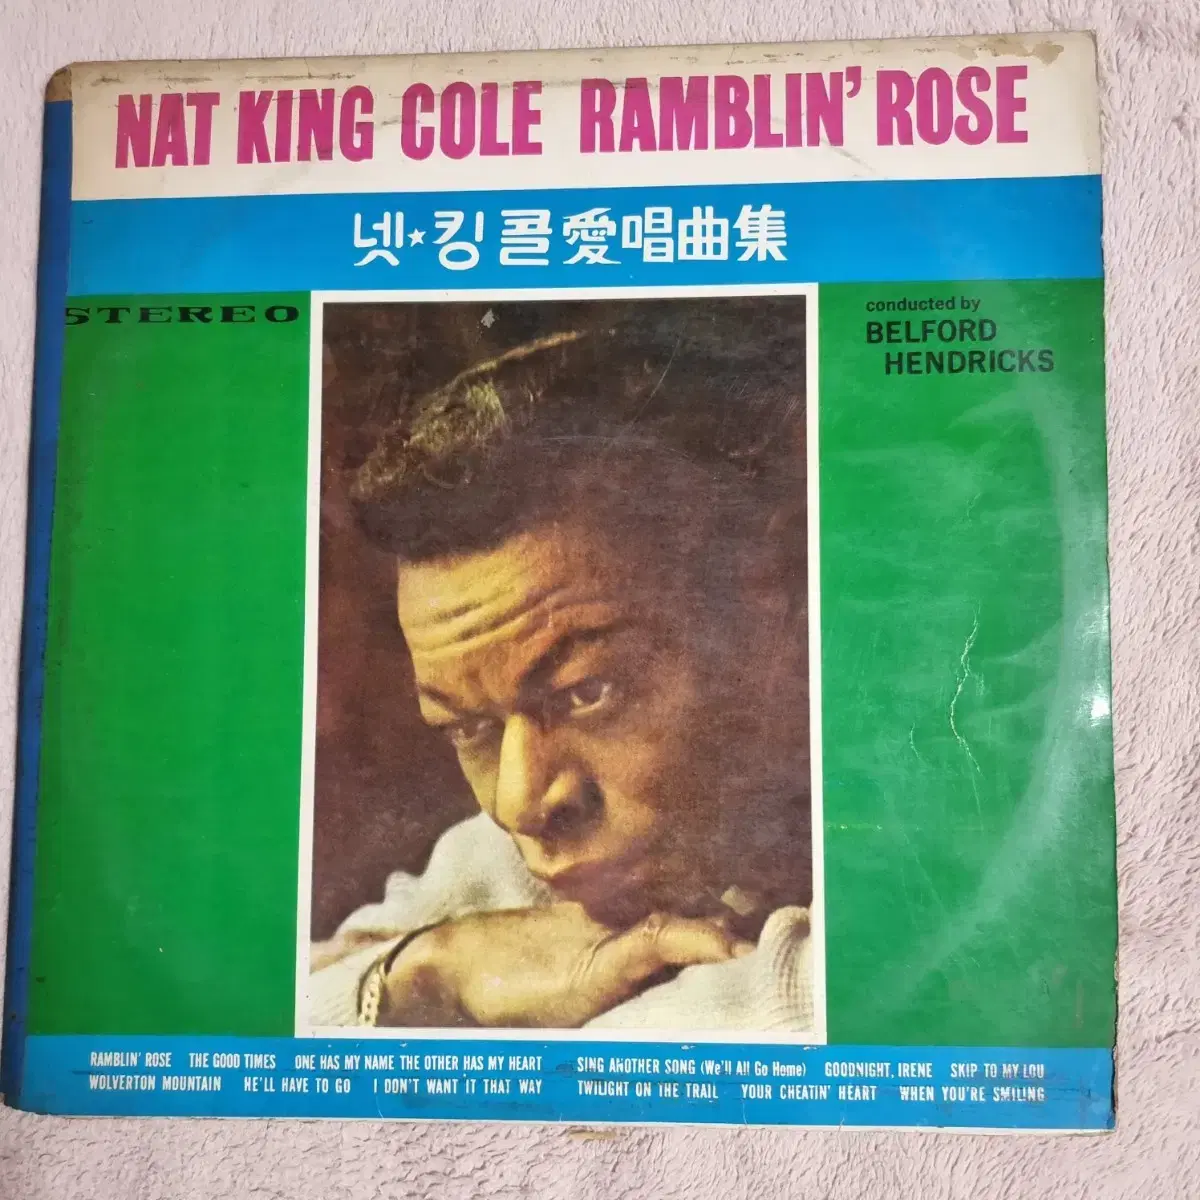 NAT KING COLE RAMBLIN' ROSE
넷★킹 콜 愛唱曲集
STEREO
conducted by
BELFORD
HENDRICKS
RAMBLIN' ROSE THE GOOD TIMES ONE HAS MY NAME THE OTHER HAS MY HEART
WOLVERTON MOUNTAIN HE'LL HAVE TO GO I DON'T WANT IT THAT WAY
SING ANOTHER SONG (We'll All Go Home) GOODNIGHT, IRENE SKIP TO MY LOU
TWILIGHT ON THE TRAIL YOUR CHEATIN' HEART WHEN YOU'RE SMILING